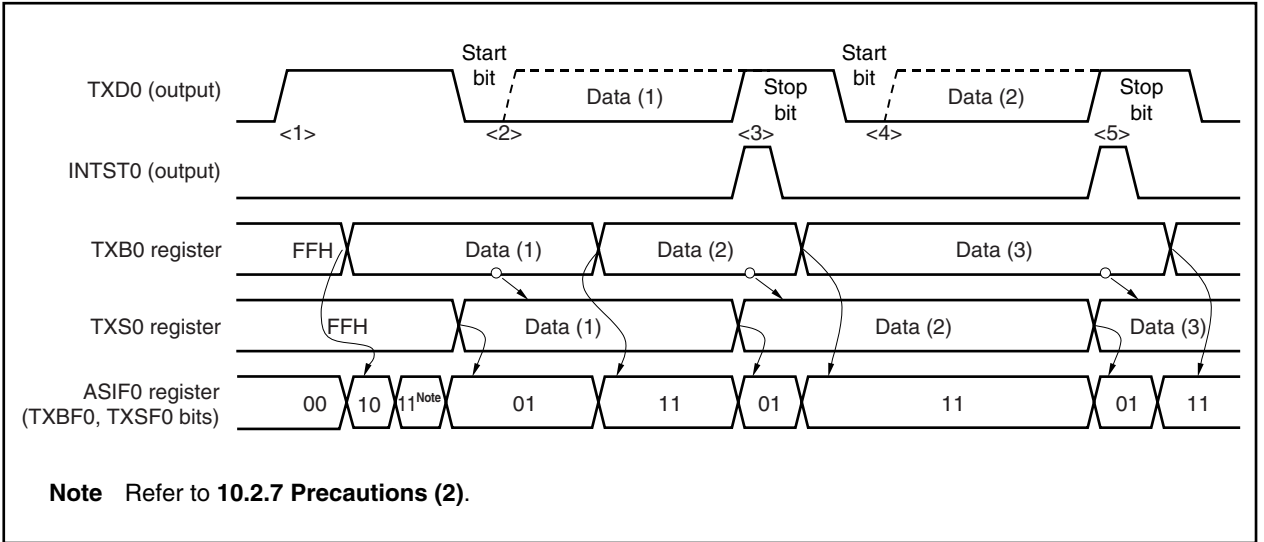 TXD0 (output)
Start
bit
Data (1)
Stop
bit
Start
bit
Data (2)
Stop
bit
<1>
<2>
<3>
<4>
<5>
INTST0 (output)
TXB0 register
FFH
Data (1)
Data (2)
Data (3)
TXS0 register
FFH
Data (1)
Data (2)
Data (3)
ASIF0 register
(TXBF0, TXSF0 bits)
00
10
11Note
01
11
01
11
01
11
Note Refer to 10.2.7 Precautions (2).